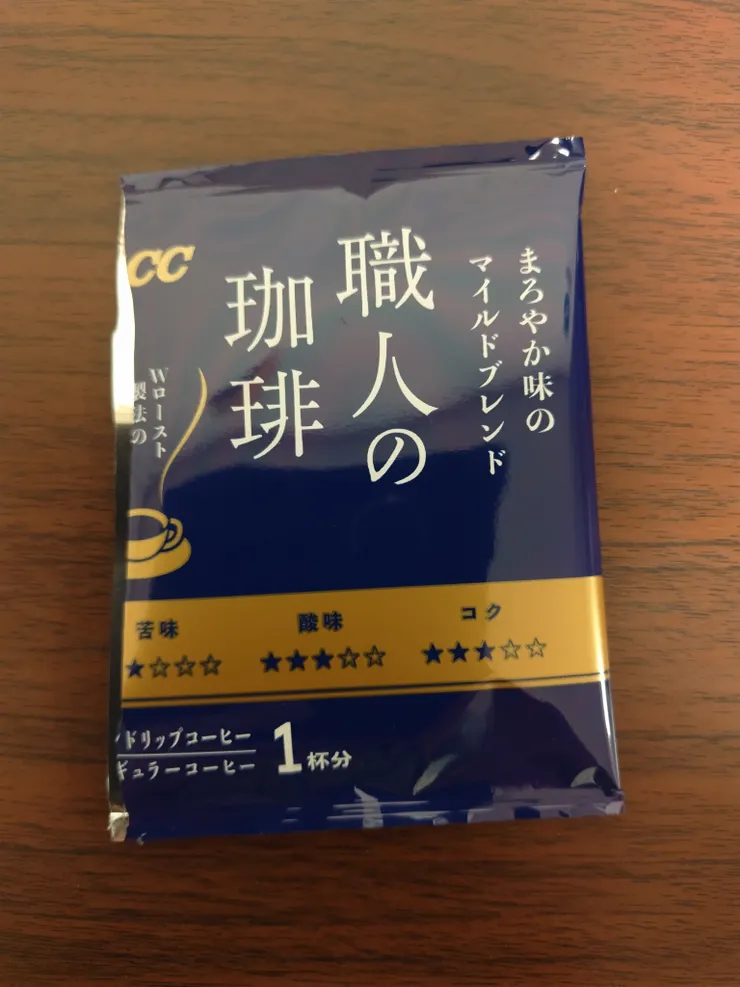 まろやか味の
マイルドブレンド
職人の
珈琲
CC
Wロースト
製法の
苦味
★☆☆☆
酸味
★★★☆☆
コク
★★★☆☆
ドリップコーヒー
ギュラーコーヒー
1杯分